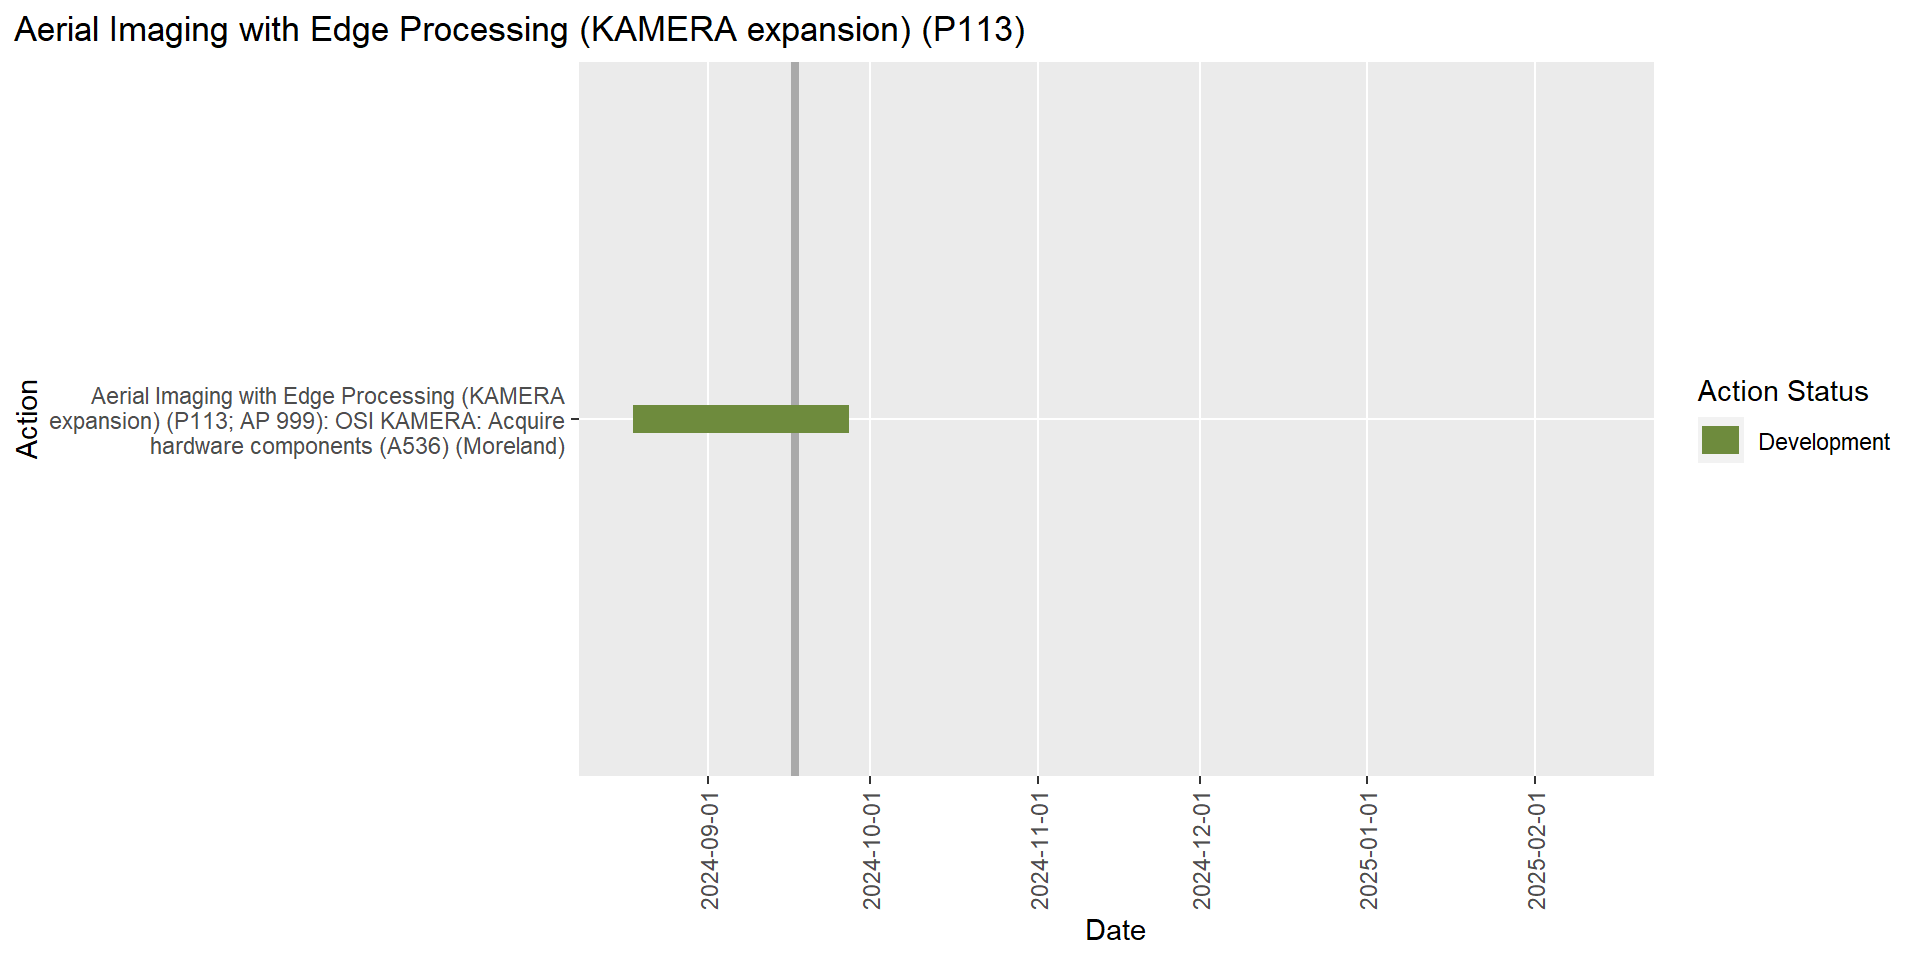 Aerial Imaging with Edge Processing (KAMERA expansion) (P113)
Action
Aerial Imaging with Edge Processing (KAMERA
expansion) (P113; AP 999): OSI KAMERA: Acquire
hardware components (A536) (Moreland)
2024-09-01
2024-10-01
2024-11-01
2024-12-01
2025-01-01
2025-02-01
Date
Action Status
Development